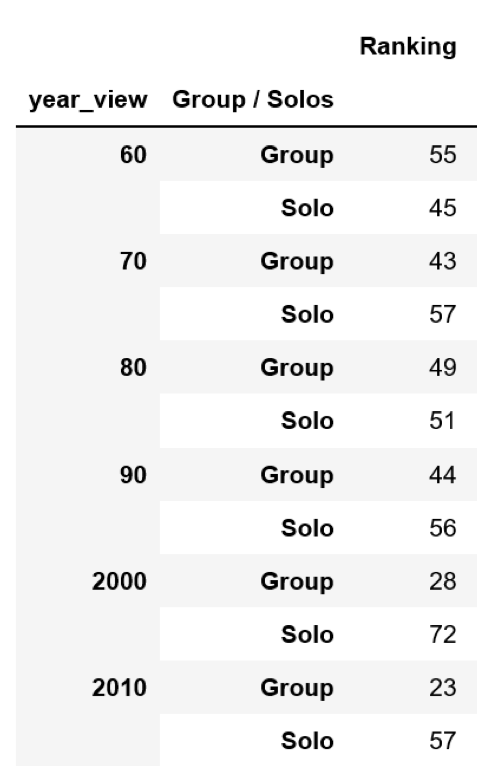 Ranking
year_view Group / Solos
60 Group 55
Solo 45
70 Group 43
Solo 57
80 Group 49
Solo 51
90 Group 44
Solo 56
2000 Group 28
Solo 72
2010 Group 23
Solo 57